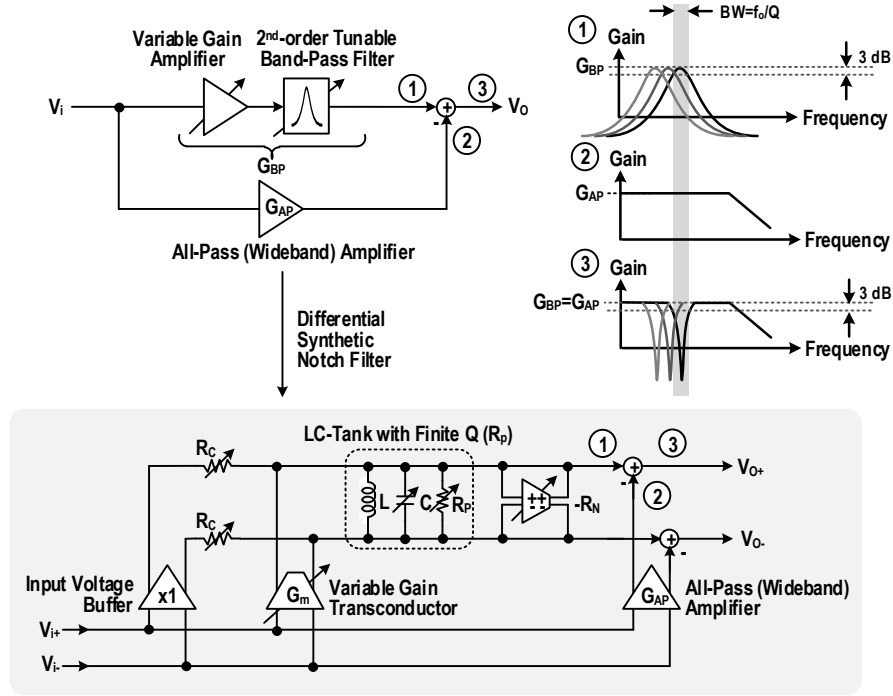 Variable Gain
Amplifier
2nd-order Tunable
Band-Pass Filter
Vi
1
+
3
VO
-
2
GBP
GAP
All-Pass (Wideband) Amplifier
Differential
Synthetic
Notch Filter
BW=fo/Q
1
Gain
GBP
3 dB
Frequency
2
Gain
GAP
Frequency
3
Gain
GBP=GAP
3 dB
Frequency
LC-Tank with Finite Q (Rp)
RC
1
+
3
VO+
-
2
L
C
RP
++
--
-RN
RC
+
VO-
-
Input Voltage
Buffer
x1
Gm
Variable Gain
Transconductor
GAP
All-Pass (Wideband)
Amplifier
Vi+
Vi-